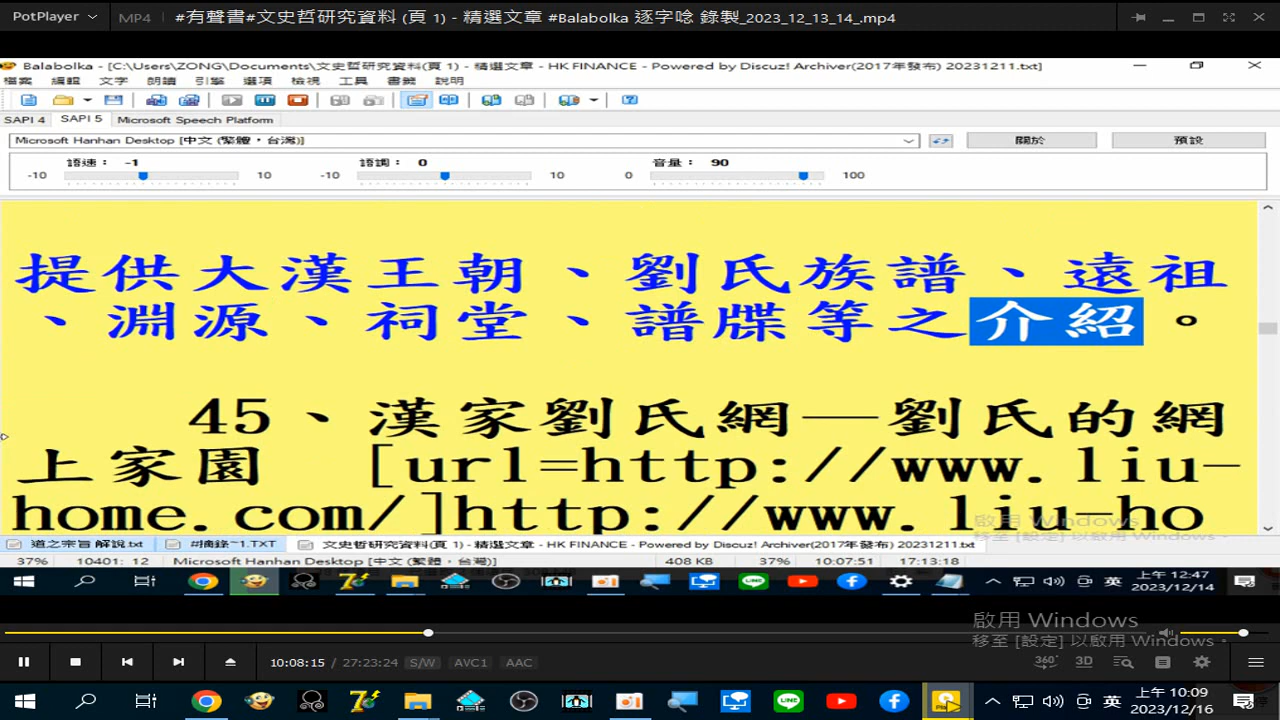 PotPlayer MP4 #有聲書#文史哲研究資料 (頁 1) - 精選文章 #Balabolka 逐字唸 錄製_2023_12_13_14_.mp4
Balabolka - [C:\Users\ZONG\Documents\文史哲研究資料(頁 1) - 精選文章 - HK FINANCE - Powered by Discuz! Archiver(2017年發布) 20231211.txt]
檔案 編輯 文字 朗讀 引擎 選項 檢視 工具 書籤 說明
SAPI 4 SAPI 5 Microsoft Speech Platform
Microsoft Hanhan Desktop [中文 (繁體，台灣)] 關於 預設
語速： -1 語調： 0 音量： 90
-10 10 -10 10 0 100
提供大漢王朝、劉氏族譜、遠祖
、淵源、祠堂、譜牒等之介紹。
45、漢家劉氏網—劉氏的網
上家園 [url=http://www.liu-
home.com/]http://www.liu-ho
啟用 Windows
移至 [設定] 以啟用 Windows。
道之宗旨 解說.txt #摘錄~1.TXT 文史哲研究資料(頁 1) - 精選文章 - HK FINANCE - Powered by Discuz! Archiver(2017年發布) 20231211.txt
37% 10401: 12 Microsoft Hanhan Desktop [中文 (繁體，台灣)] 408 KB 37% 10:07:51 17:13:18
英 上午 12:47
2023/12/14
啟用 Windows
移至 [設定] 以啟用 Windows。
10:08:15 / 27:23:24 S/W AVC1 AAC 360° 3D
英 上午 10:09
2023/12/16